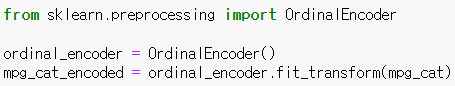 from sklearn.preprocessing import OrdinalEncoder
ordinal_encoder = OrdinalEncoder()
mpg_cat_encoded = ordinal_encoder.fit_transform(mpg_cat)